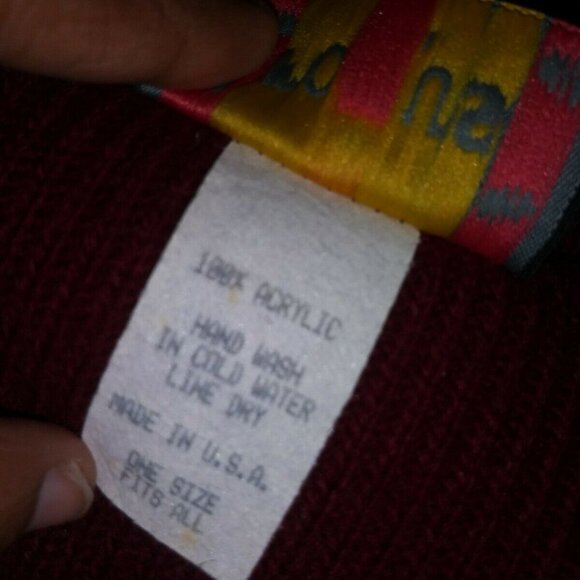 100% ACRYLIC
HAND WASH
IN COLD WATER
LINE DRY
MADE IN U.S.A.
ONE SIZE
FITS ALL